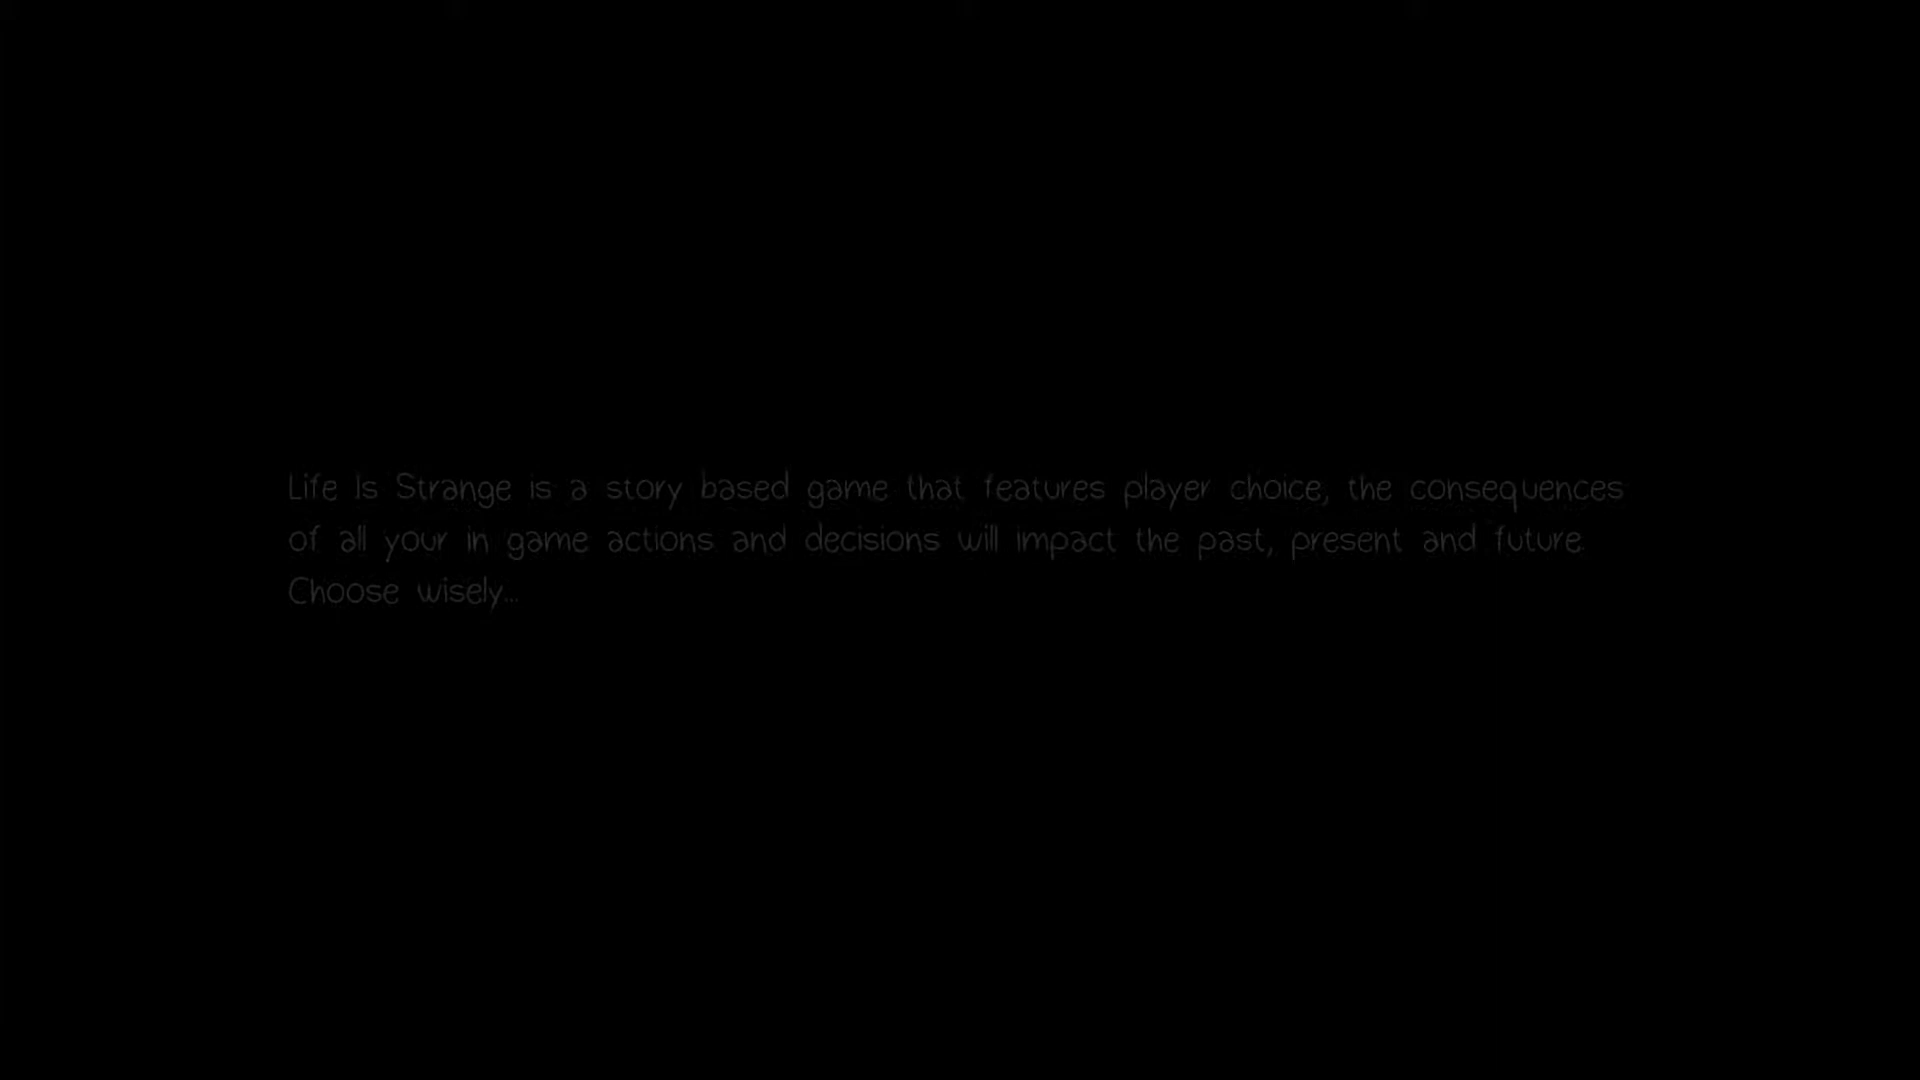 Life Is Strange is a story based game that features player choice, the consequences
of all your in game actions and decisions will impact the past, present and future.
Choose wisely...